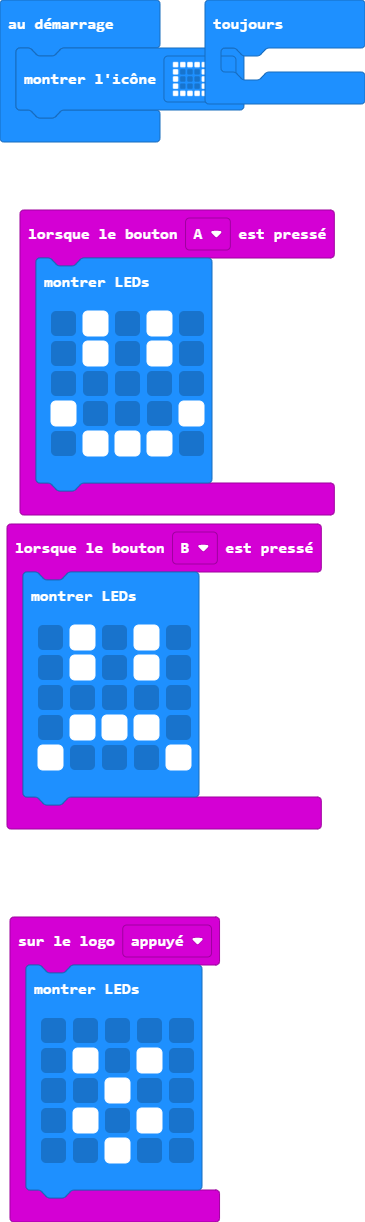 au démarrage
toujours
montrer l'icône
lorsque le bouton A est pressé
montrer LEDs
lorsque le bouton B est pressé
montrer LEDs
sur le logo appuyé
montrer LEDs